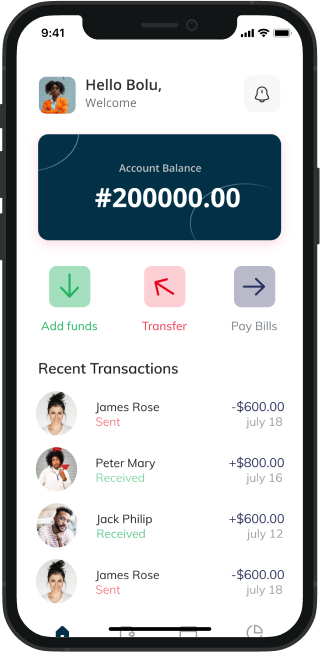 9:41
Hello Bolu,
Welcome
Account Balance
#200000.00
Add funds
Transfer
Pay Bills
Recent Transactions
James Rose
-$600.00
Sent
july 18
Peter Mary
+$800.00
Received
july 16
Jack Philip
+$600.00
Received
july 12
James Rose
-$600.00
Sent
july 18